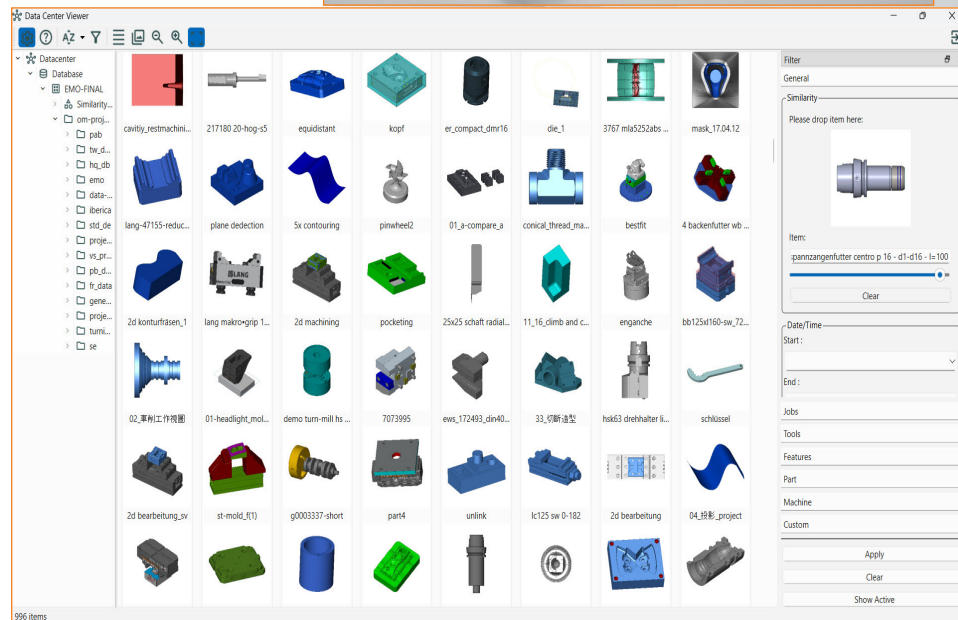 Data Center Viewer
Datacenter
Database
EMO-FINAL
Similarity...
om-proj...
pab
tw_d...
hq_db
emo
data-...
iberica
std_de
proje...
vs_pr...
pb_d...
fr_data
gene...
proje...
turni...
se
cavitiy_restmachini...
217180 20-hog-s5
equidistant
kopf
er_compact_dmr16
die_1
3767 mla5252abs ...
mask_17.04.12
lang-47155-reduc...
plane dedection
5x contouring
pinwheel2
01_a-compare_a
conical_thread_ma...
bestfit
4 backenfutter wb ...
LANG
2d konturfräsen_1
lang makro•grip 1...
2d machining
pocketing
25x25 schaft radial...
11_16_climb and c...
enganche
bb125xl160-sw_72...
02_車削工作視圖
01-headlight_mol...
demo turn-mill hs ...
7073995
ews_172493_din40...
33_切断造型
hsk63 drehhalter li...
schlüssel
2d bearbeitung_sv
st-mold_f(1)
g0003337-short
part4
unlink
lc125 sw 0-182
2d bearbeitung
04_投影_project
Filter
General
Similarity
Please drop item here:
Item:
spannzangenfutter centro p 16 - d1-d16 - l=100
Clear
Date/Time
Start :
End :
Jobs
Tools
Features
Part
Machine
Custom
Apply
Clear
Show Active
996 items